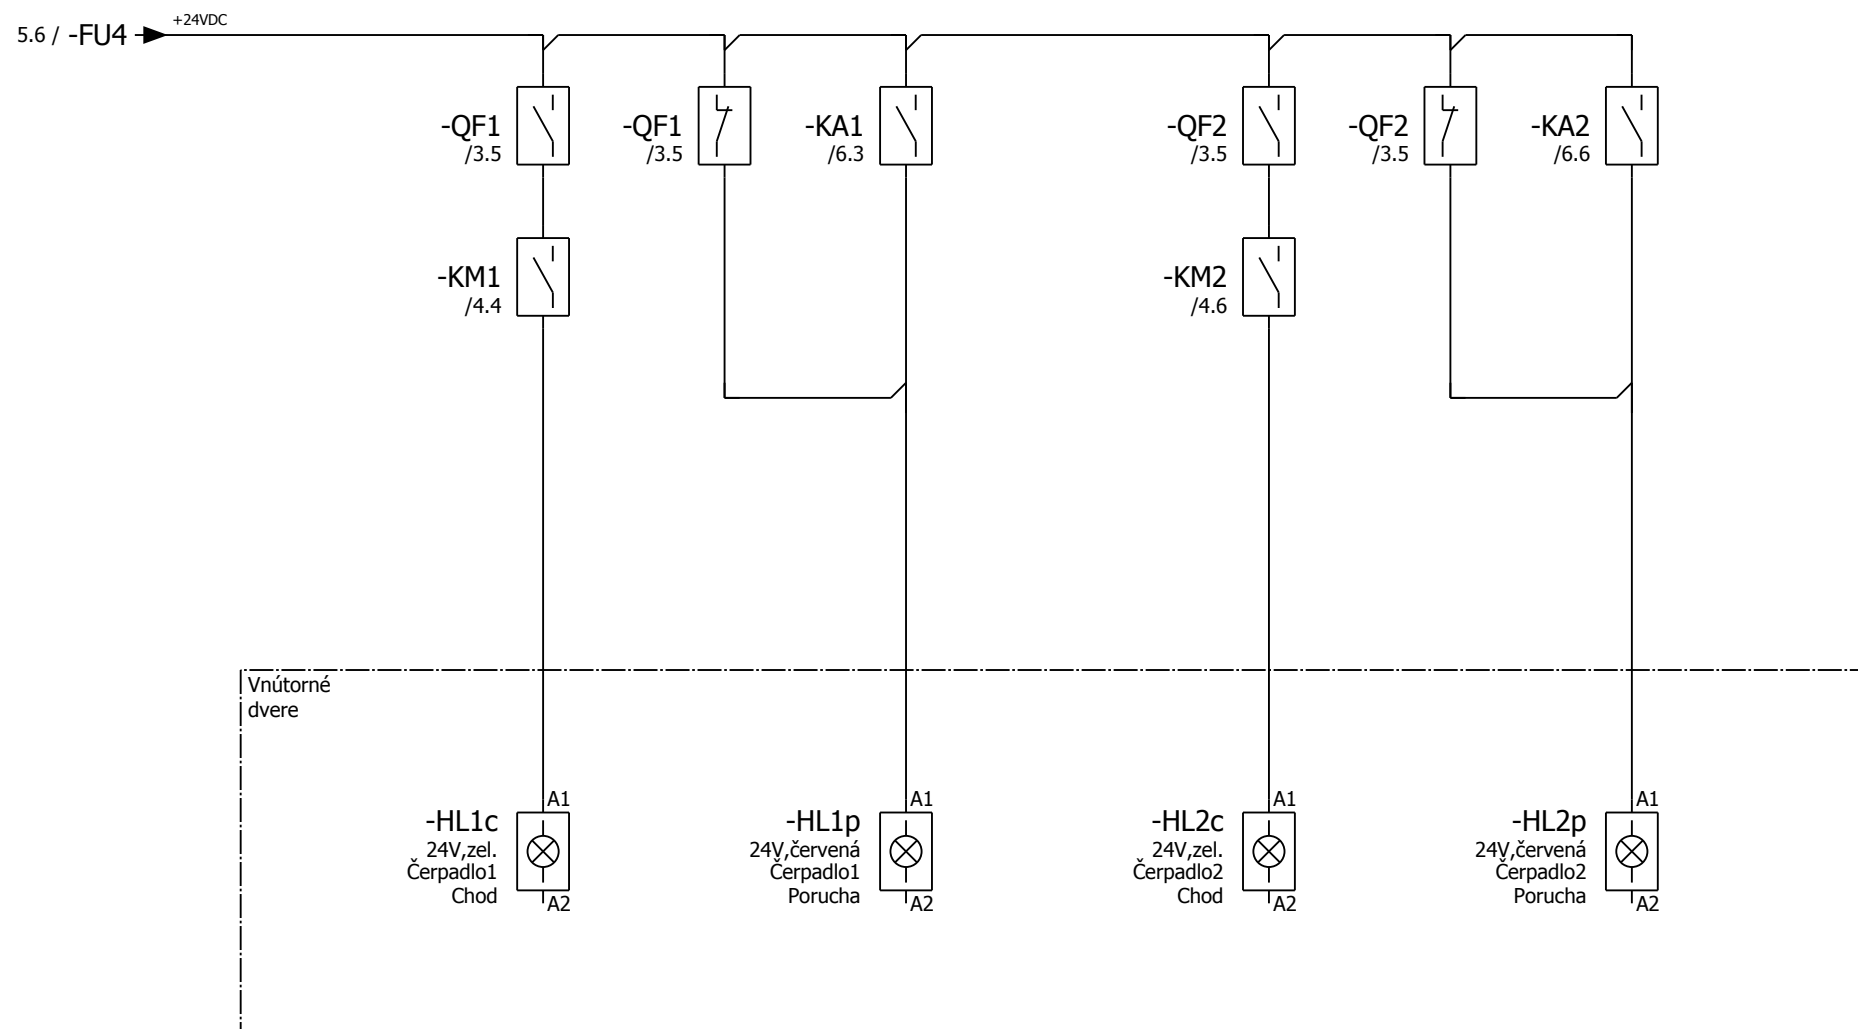 +24VDC
5.6 / -FU4
-QF1
/3.5
-QF1
/3.5
-KA1
/6.3
-QF2
/3.5
-QF2
/3.5
-KA2
/6.6
-KM1
/4.4
-KM2
/4.6
Vnútorné
dvere
A1
-HL1c
24V,zel.
Čerpadlo1
Chod
A2
A1
-HL1p
24V,červená
Čerpadlo1
Porucha
A2
A1
-HL2c
24V,zel.
Čerpadlo2
Chod
A2
A1
-HL2p
24V,červená
Čerpadlo2
Porucha
A2